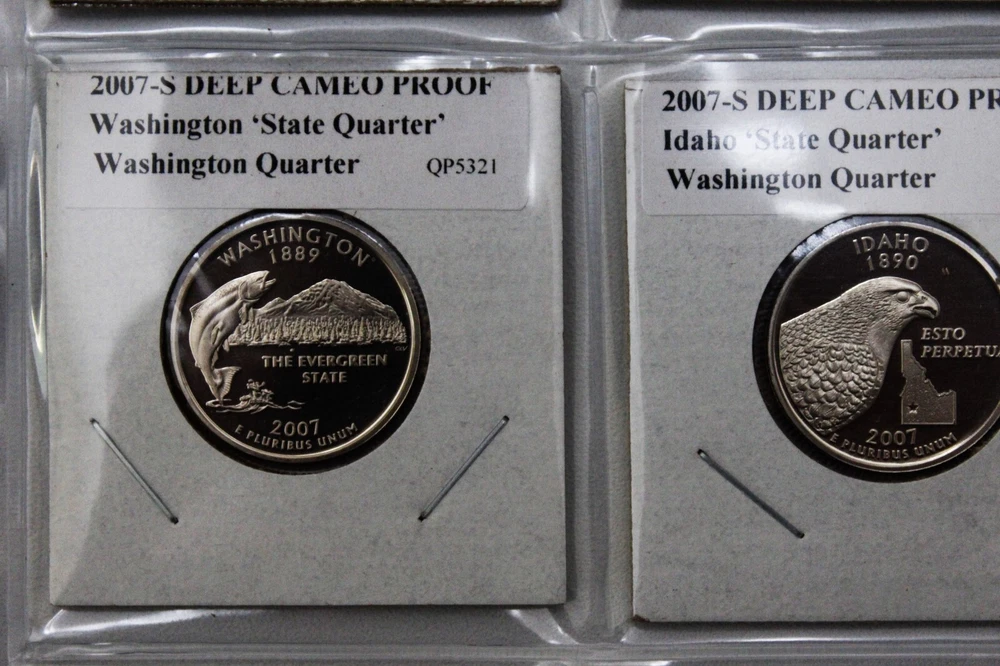 2007-S DEEP CAMEO PROOF
Washington ‘State Quarter’
Washington Quarter QP5321
WASHINGTON
1889
THE EVERGREEN
STATE
2007
E PLURIBUS UNUM
2007-S DEEP CAMEO PR
Idaho ‘State Quarter’
Washington Quarter
IDAHO
1890
ESTO
PERPETUA
2007
E PLURIBUS UNUM